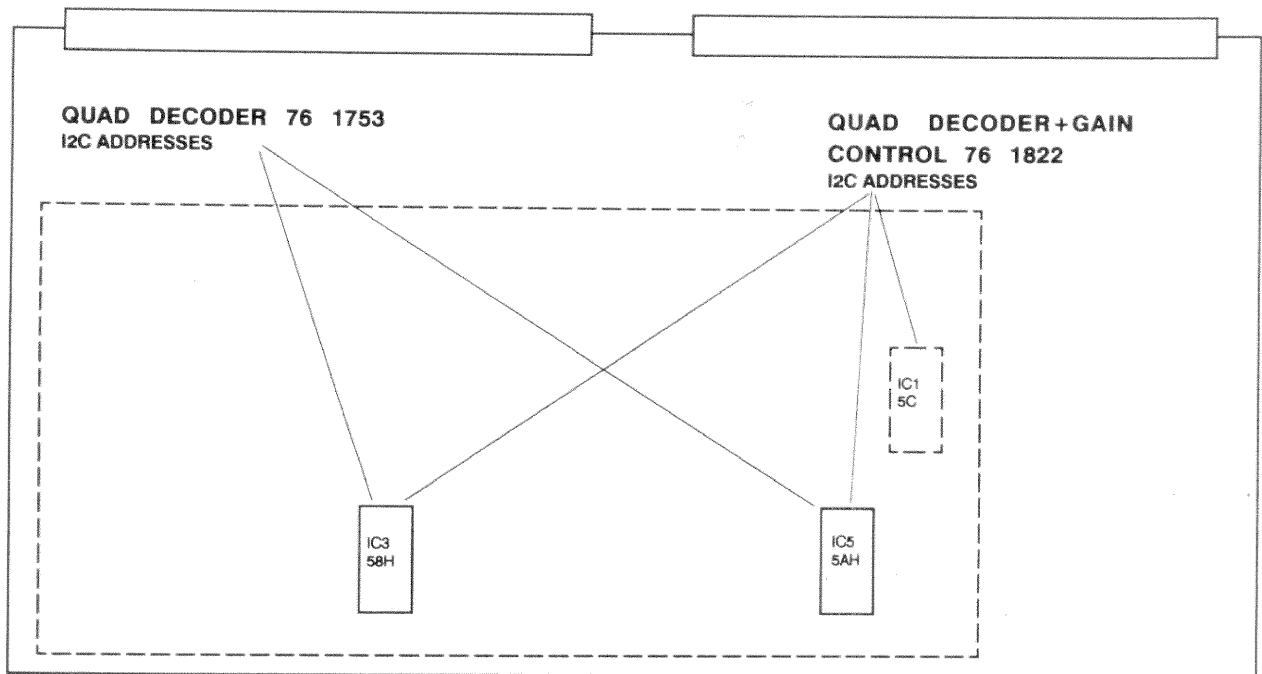 QUAD DECODER 76 1753
I2C ADDRESSES
QUAD DECODER+GAIN
CONTROL 76 1822
I2C ADDRESSES
IC1
5C
IC3
58H
IC5
5AH